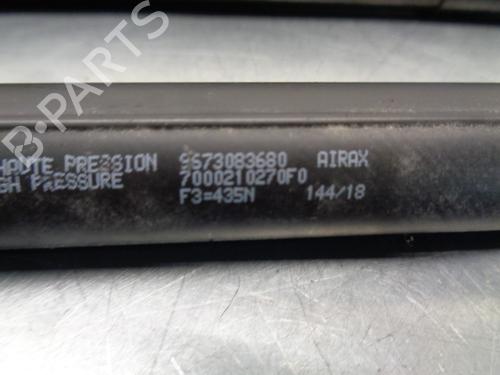 HAUTE PRESSION 9673083680 AIRAX
GH PRESSURE 7000210270F0
F3=435N 144/18
B-PARTS